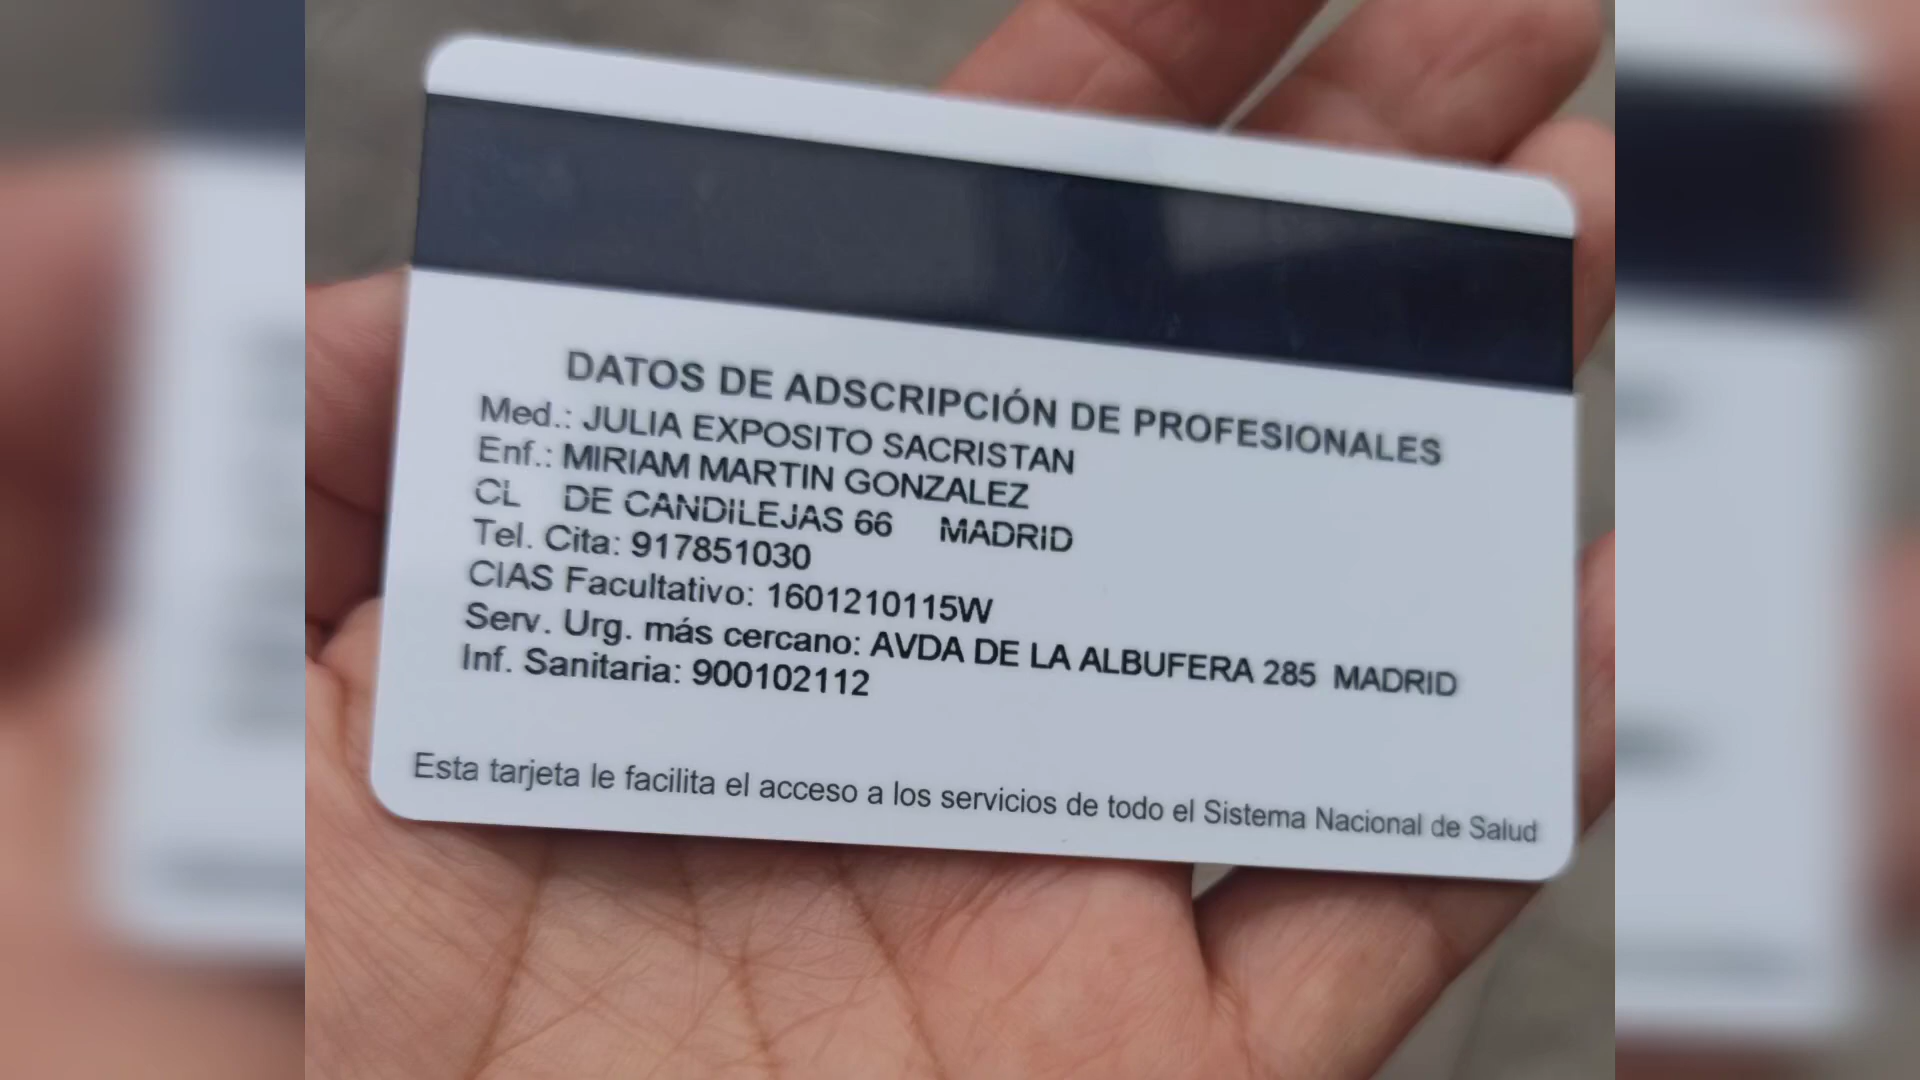 DATOS DE ADSCRIPCIÓN DE PROFESIONALES
Med.: JULIA EXPOSITO SACRISTAN
Enf.: MIRIAM MARTIN GONZALEZ
CL DE CANDILEJAS 66 MADRID
Tel. Cita: 917851030
CIAS Facultativo: 1601210115W
Serv. Urg. más cercano: AVDA DE LA ALBUFERA 285 MADRID
Inf. Sanitaria: 900102112
Esta tarjeta le facilita el acceso a los servicios de todo el Sistema Nacional de Salud